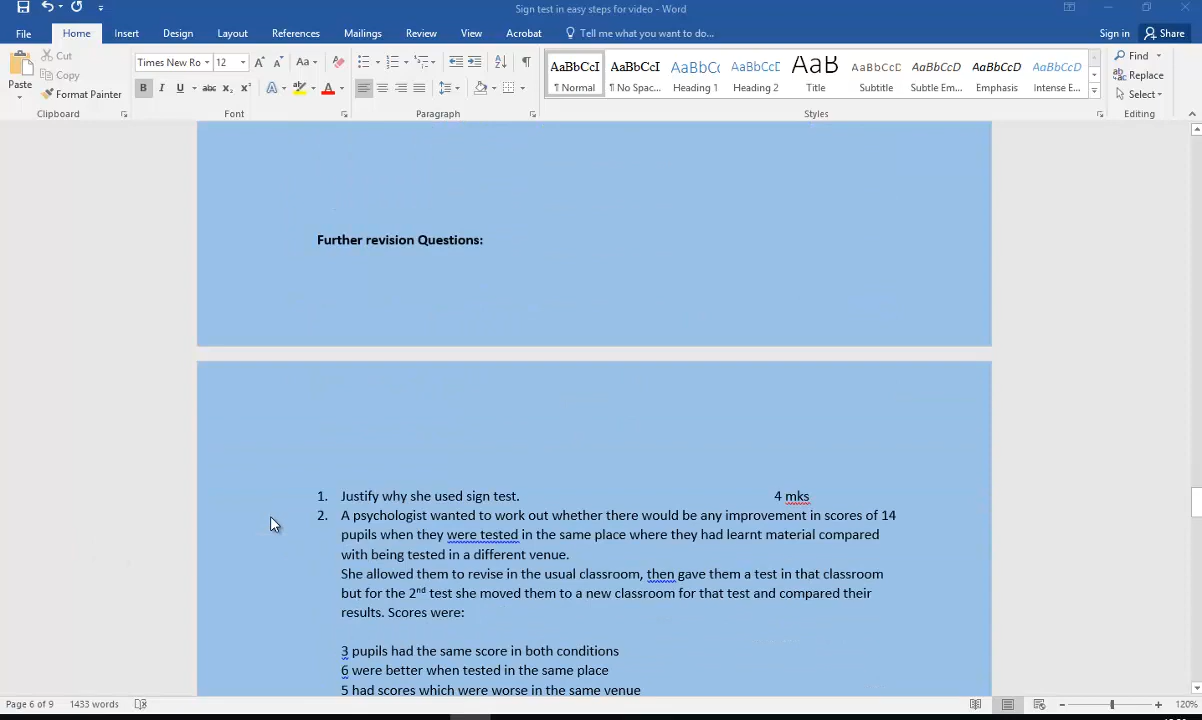 Sign test in easy steps for video - Word
File Home Insert Design Layout References Mailings Review View Acrobat Tell me what you want to do... Sign in Share
Paste
Cut
Copy
Format Painter
Clipboard
Times New Ro 12
Font
Paragraph
AaBbCcI AaBbCcI AaBbCc AaBbCcI AaB AaBbCcD AaBbCcD AaBbCcD AaBbCcD
¶ Normal ¶ No Spac... Heading 1 Heading 2 Title Subtitle Subtle Em... Emphasis Intense E...
Styles
Find
Replace
Select
Editing
Further revision Questions:
1. Justify why she used sign test. 4 mks
2. A psychologist wanted to work out whether there would be any improvement in scores of 14
pupils when they were tested in the same place where they had learnt material compared
with being tested in a different venue.
She allowed them to revise in the usual classroom, then gave them a test in that classroom
but for the 2nd test she moved them to a new classroom for that test and compared their
results. Scores were:
3 pupils had the same score in both conditions
6 were better when tested in the same place
5 had scores which were worse in the same venue
Page 6 of 9 1433 words 120%